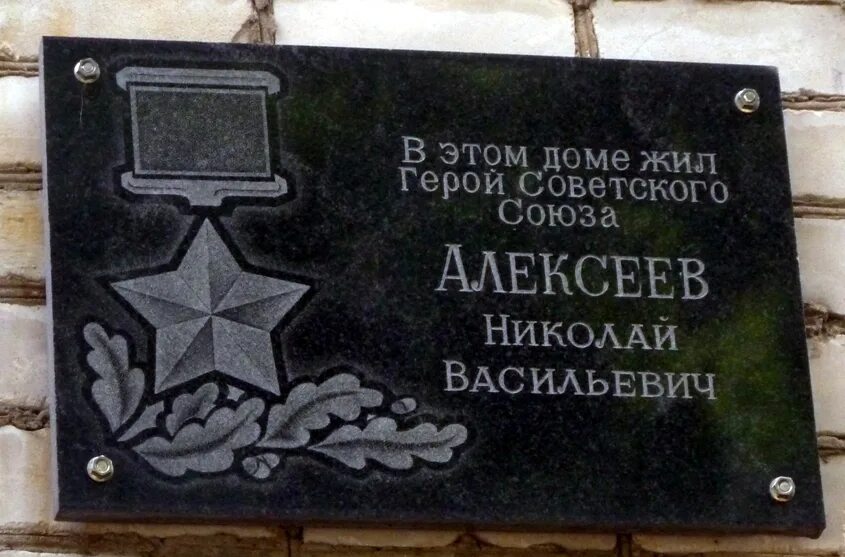 В этом доме жил
Герой Советского
Союза
Алексеев
Николай
Васильевич